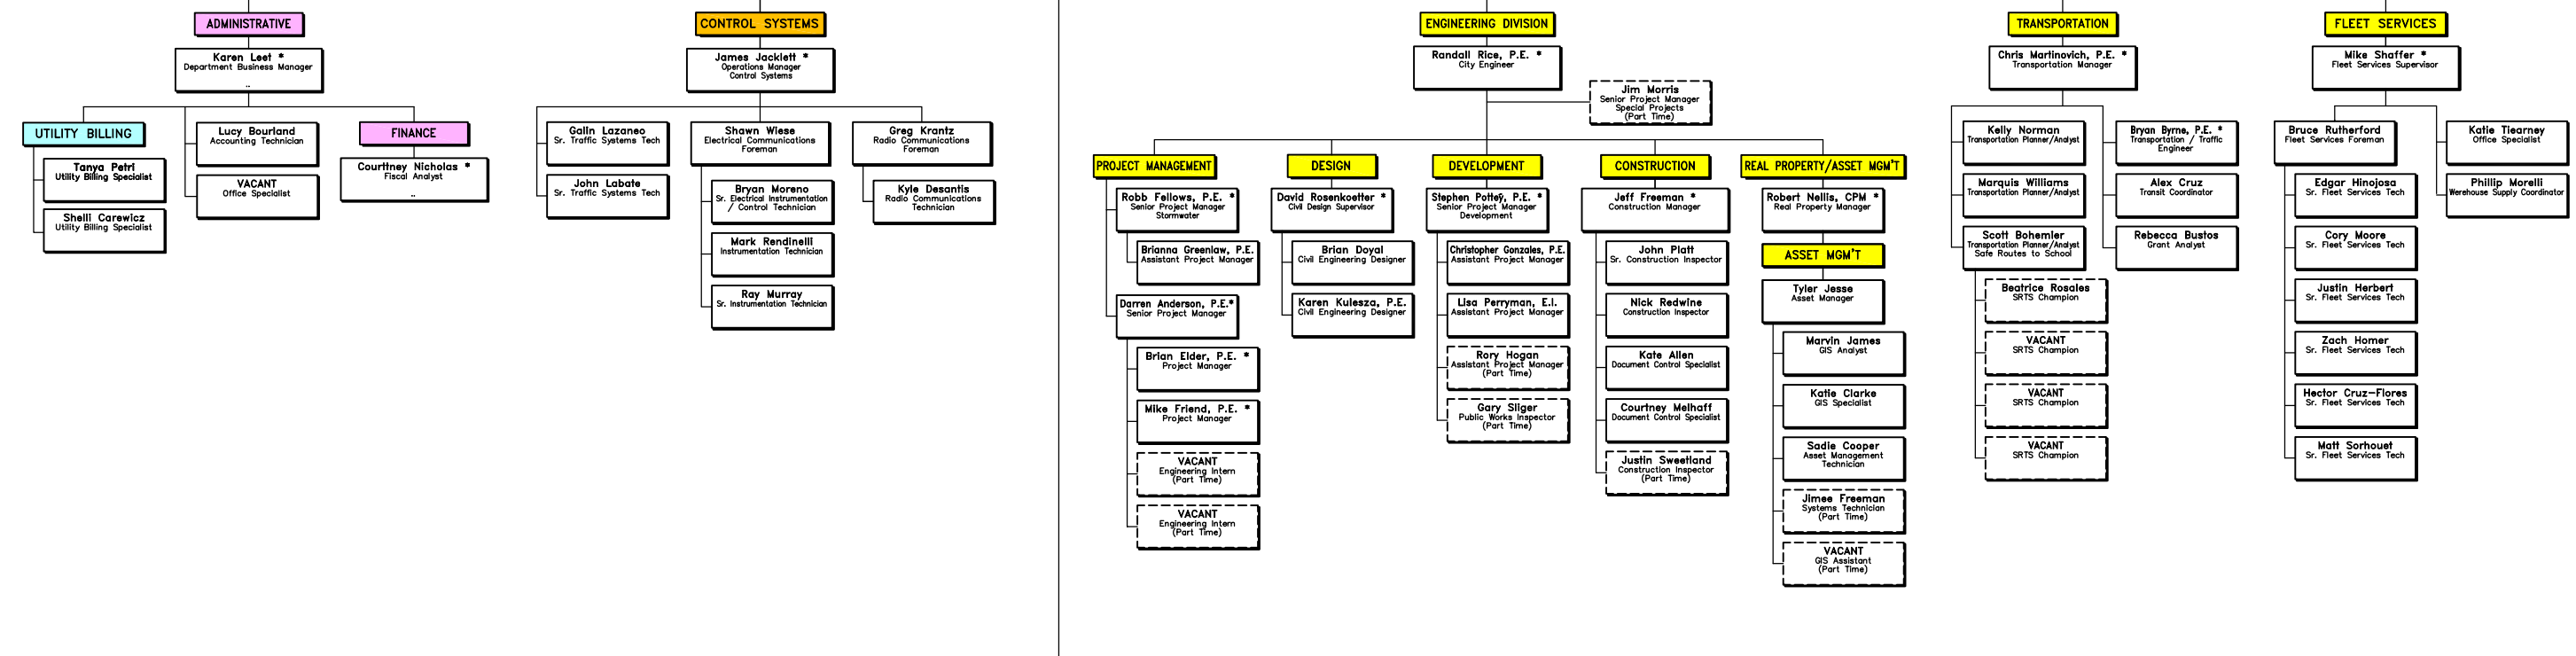 ADMINISTRATIVE
Karen Leet *
Department Business Manager
..
UTILITY BILLING
Tanya Petri
Utility Billing Specialist
Shelli Carewicz
Utility Billing Specialist
Lucy Bourland
Accounting Technician
VACANT
Office Specialist
FINANCE
Courttney Nicholas *
Fiscal Analyst
..
CONTROL SYSTEMS
James Jacklett *
Operations Manager
Control Systems
Galin Lazaneo
Sr. Traffic Systems Tech
John Labate
Sr. Traffic Systems Tech
Shawn Wiese
Electrical Communications
Foreman
Bryan Moreno
Sr. Electrical Instrumentation
/ Control Technician
Mark Rendinelli
Instrumentation Technician
Ray Murray
Sr. Instrumentation Technician
Greg Krantz
Radio Communications
Foreman
Kyle Desantis
Radio Communications
Technician
ENGINEERING DIVISION
Randall Rice, P.E. *
City Engineer
Jim Morris
Senior Project Manager
Special Projects
(Part Time)
PROJECT MANAGEMENT
Robb Fellows, P.E. *
Senior Project Manager
Stormwater
Brianna Greenlaw, P.E.
Assistant Project Manager
Darren Anderson, P.E.*
Senior Project Manager
Brian Elder, P.E. *
Project Manager
Mike Friend, P.E. *
Project Manager
VACANT
Engineering Intern
(Part Time)
VACANT
Engineering Intern
(Part Time)
DESIGN
David Rosenkoetter *
Civil Design Supervisor
Brian Doyal
Civil Engineering Designer
Karen Kulesza, P.E.
Civil Engineering Designer
DEVELOPMENT
Stephen Pottéy, P.E. *
Senior Project Manager
Development
Christopher Gonzales, P.E.
Assistant Project Manager
Lisa Perryman, E.I.
Assistant Project Manager
Rory Hogan
Assistant Project Manager
(Part Time)
Gary Sliger
Public Works Inspector
(Part Time)
CONSTRUCTION
Jeff Freeman *
Construction Manager
John Platt
Sr. Construction Inspector
Nick Redwine
Construction Inspector
Kate Allen
Document Control Specialist
Courtney Melhaff
Document Control Specialist
Justin Sweetland
Construction Inspector
(Part Time)
REAL PROPERTY/ASSET MGM'T
Robert Nellis, CPM *
Real Property Manager
ASSET MGM'T
Tyler Jesse
Asset Manager
Marvin James
GIS Analyst
Katie Clarke
GIS Specialist
Sadie Cooper
Asset Management
Technician
Jimee Freeman
Systems Technician
(Part Time)
VACANT
GIS Assistant
(Part Time)
TRANSPORTATION
Chris Martinovich, P.E. *
Transportation Manager
Kelly Norman
Transportation Planner/Analyst
Marquis Williams
Transportation Planner/Analyst
Scott Bohemier
Transportation Planner/Analyst
Safe Routes to School
Beatrice Rosales
SRTS Champion
VACANT
SRTS Champion
VACANT
SRTS Champion
VACANT
SRTS Champion
Bryan Byrne, P.E. *
Transportation / Traffic
Engineer
Alex Cruz
Transit Coordinator
Rebecca Bustos
Grant Analyst
FLEET SERVICES
Mike Shaffer *
Fleet Services Supervisor
Bruce Rutherford
Fleet Services Foreman
Edgar Hinojosa
Sr. Fleet Services Tech
Cory Moore
Sr. Fleet Services Tech
Justin Herbert
Sr. Fleet Services Tech
Zach Homer
Sr. Fleet Services Tech
Hector Cruz-Flores
Sr. Fleet Services Tech
Matt Sorhouet
Sr. Fleet Services Tech
Katie Tiearney
Office Specialist
Phillip Morelli
Warehouse Supply Coordinator